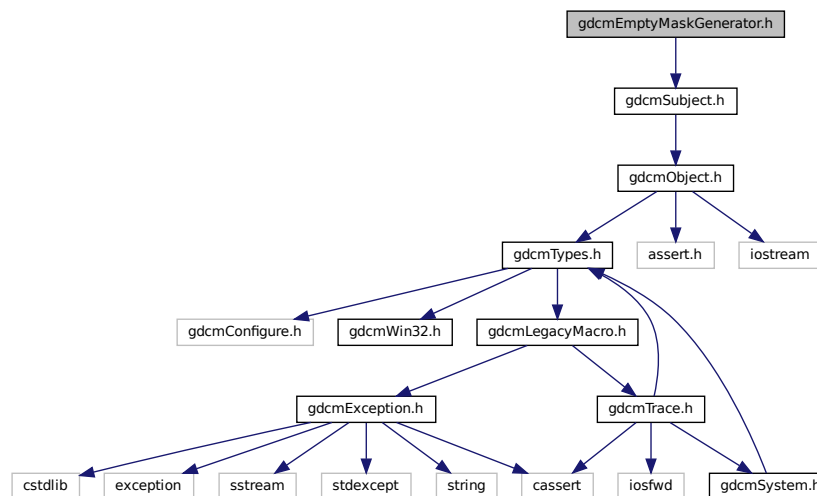 gdcmEmptyMaskGenerator.h
gdcmSubject.h
gdcmObject.h
gdcmTypes.h
assert.h
iostream
gdcmConfigure.h
gdcmWin32.h
gdcmLegacyMacro.h
gdcmException.h
gdcmTrace.h
cstdlib
exception
sstream
stdexcept
string
cassert
iosfwd
gdcmSystem.h